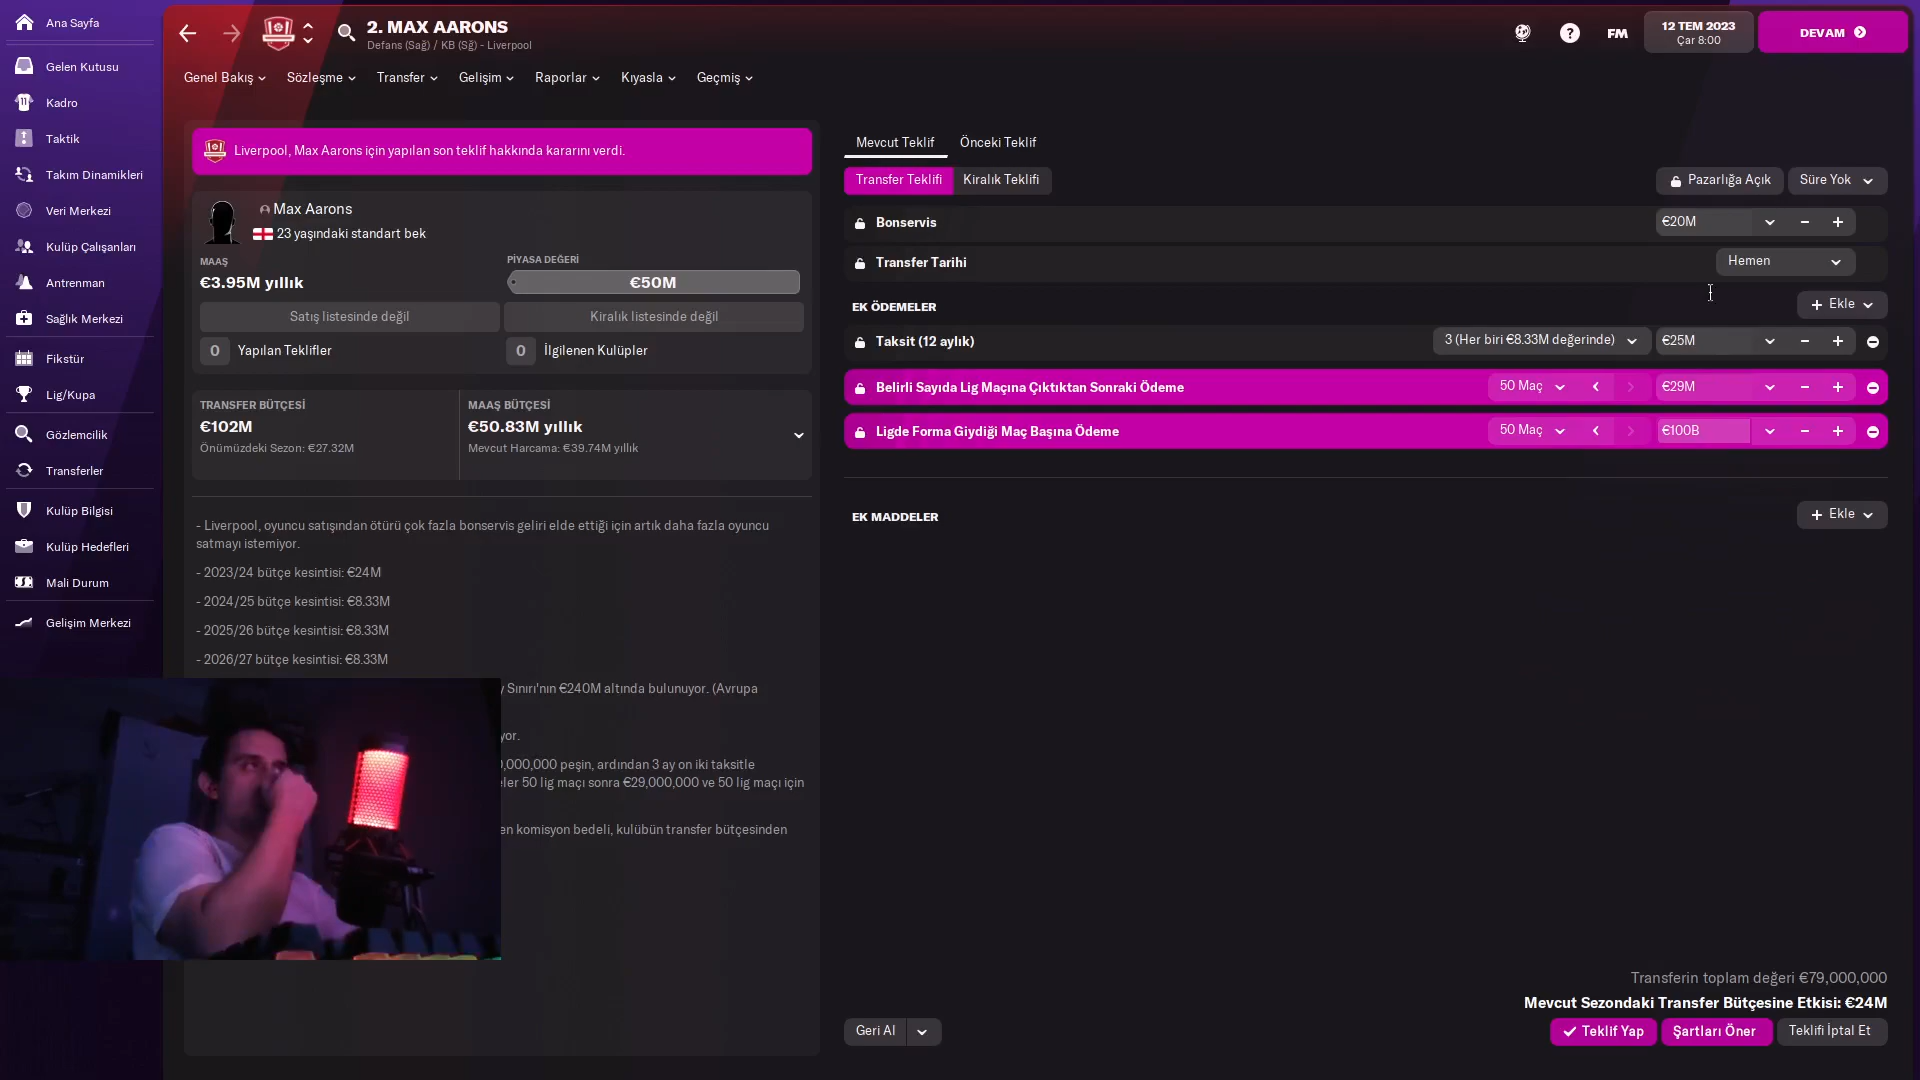 Ana Sayfa
Gelen Kutusu
Kadro
Taktik
Takım Dinamikleri
Veri Merkezi
Kulüp Çalışanları
Antrenman
Sağlık Merkezi
Fikstür
Lig/Kupa
Gözlemcilik
Transferler
Kulüp Bilgisi
Kulüp Hedefleri
Mali Durum
Gelişim Merkezi
2. MAX AARONS
Defans (Sağ) / KB (Sğ) - Liverpool
FM
12 TEM 2023
Çar 8:00
DEVAM
Genel Bakış
Sözleşme
Transfer
Gelişim
Raporlar
Kıyasla
Geçmiş
Liverpool, Max Aarons için yapılan son teklif hakkında kararını verdi.
Max Aarons
23 yaşındaki standart bek
MAAŞ
€3.95M yıllık
PİYASA DEĞERİ
€50M
Satış listesinde değil
Kiralık listesinde değil
0 Yapılan Teklifler
0 İlgilenen Kulüpler
TRANSFER BÜTÇESİ
€102M
Önümüzdeki Sezon: €27.32M
MAAŞ BÜTÇESİ
€50.83M yıllık
Mevcut Harcama: €39.74M yıllık
- Liverpool, oyuncu satışından ötürü çok fazla bonservis geliri elde ettiği için artık daha fazla oyuncu
satmayı istemiyor.
- 2023/24 bütçe kesintisi: €24M
- 2024/25 bütçe kesintisi: €8.33M
- 2025/26 bütçe kesintisi: €8.33M
- 2026/27 bütçe kesintisi: €8.33M
Sınırı'nın €240M altında bulunuyor. (Avrupa
yor.
000,000 peşin, ardından 3 ay on iki taksitle
eler 50 lig maçı sonra €29,000,000 ve 50 lig maçı için
en komisyon bedeli, kulübün transfer bütçesinden
Mevcut Teklif
Önceki Teklif
Transfer Teklifi
Kiralık Teklifi
Pazarlığa Açık
Süre Yok
Bonservis
€20M
Transfer Tarihi
Hemen
EK ÖDEMELER
Ekle
Taksit (12 aylık)
3 (Her biri €8.33M değerinde)
€25M
Belirli Sayıda Lig Maçına Çıktıktan Sonraki Ödeme
50 Maç
€29M
Ligde Forma Giydiği Maç Başına Ödeme
50 Maç
€100B
EK MADDELER
Ekle
Transferin toplam değeri €79,000,000
Mevcut Sezondaki Transfer Bütçesine Etkisi: €24M
Geri Al
Teklif Yap
Şartları Öner
Teklifi İptal Et